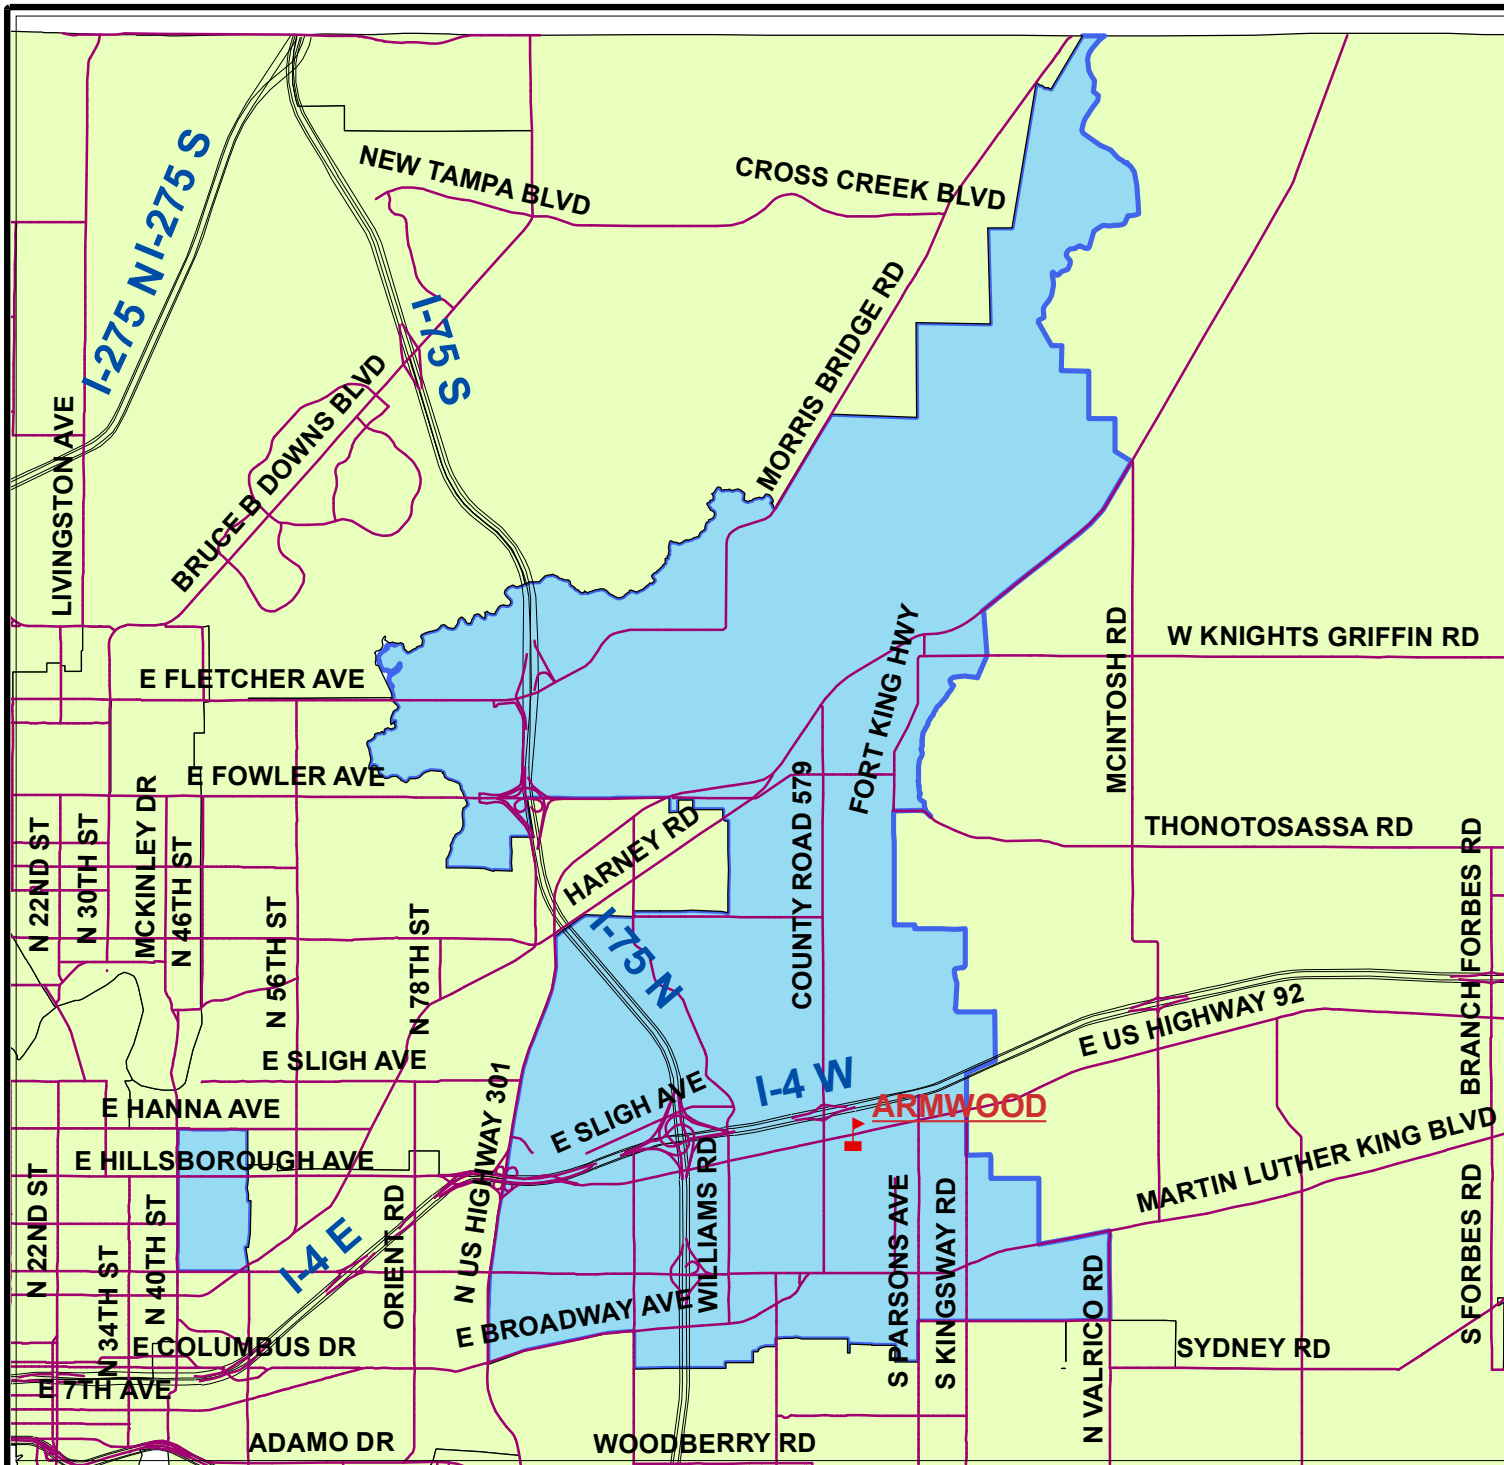 NEW TAMPA BLVD
CROSS CREEK BLVD
I-275 N
I-275 S
I-75 S
MORRIS BRIDGE RD
LIVINGSTON AVE
BRUCE B DOWNS BLVD
FORT KING HWY
MCINTOSH RD
W KNIGHTS GRIFFIN RD
E FLETCHER AVE
E FOWLER AVE
MCKINLEY DR
N 22ND ST
N 30TH ST
N 46TH ST
N 56TH ST
N 78TH ST
HARNEY RD
COUNTY ROAD 579
THONOTOSASSA RD
BRANCH FORBES RD
I-75 N
E US HIGHWAY 92
E SLIGH AVE
E SLIGH AVE
I-4 W
ARMWOOD
E HANNA AVE
E HILLSBOROUGH AVE
N US HIGHWAY 301
WILLIAMS RD
MARTIN LUTHER KING BLVD
N 22ND ST
N 34TH ST
N 40TH ST
I-4 E
ORIENT RD
S PARSONS AVE
S KINGSWAY RD
N VALRICO RD
S FORBES RD
E BROADWAY AVE
E COLUMBUS DR
SYDNEY RD
E 7TH AVE
ADAMO DR
WOODBERRY RD